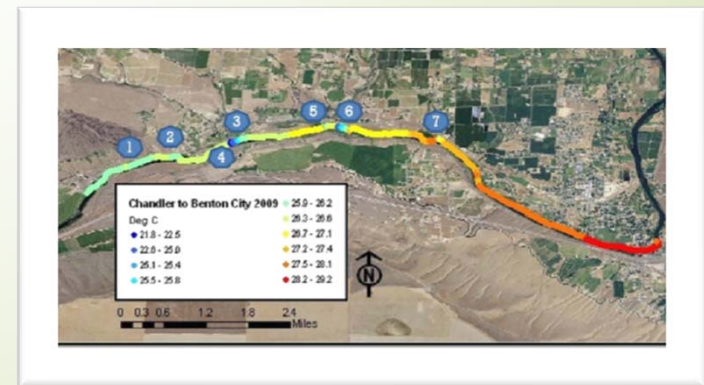 3
5
6
7
1
2
4
Chandler to Benton City 2009
Deg C
21.8 - 22.5
22.6 - 25.0
25.1 - 25.4
25.5 - 25.8
25.9 - 26.2
26.3 - 26.6
26.7 - 27.1
27.2 - 27.4
27.5 - 28.1
28.2 - 29.2
N
0 0.3 0.6 1.2 1.8 2.4
Miles